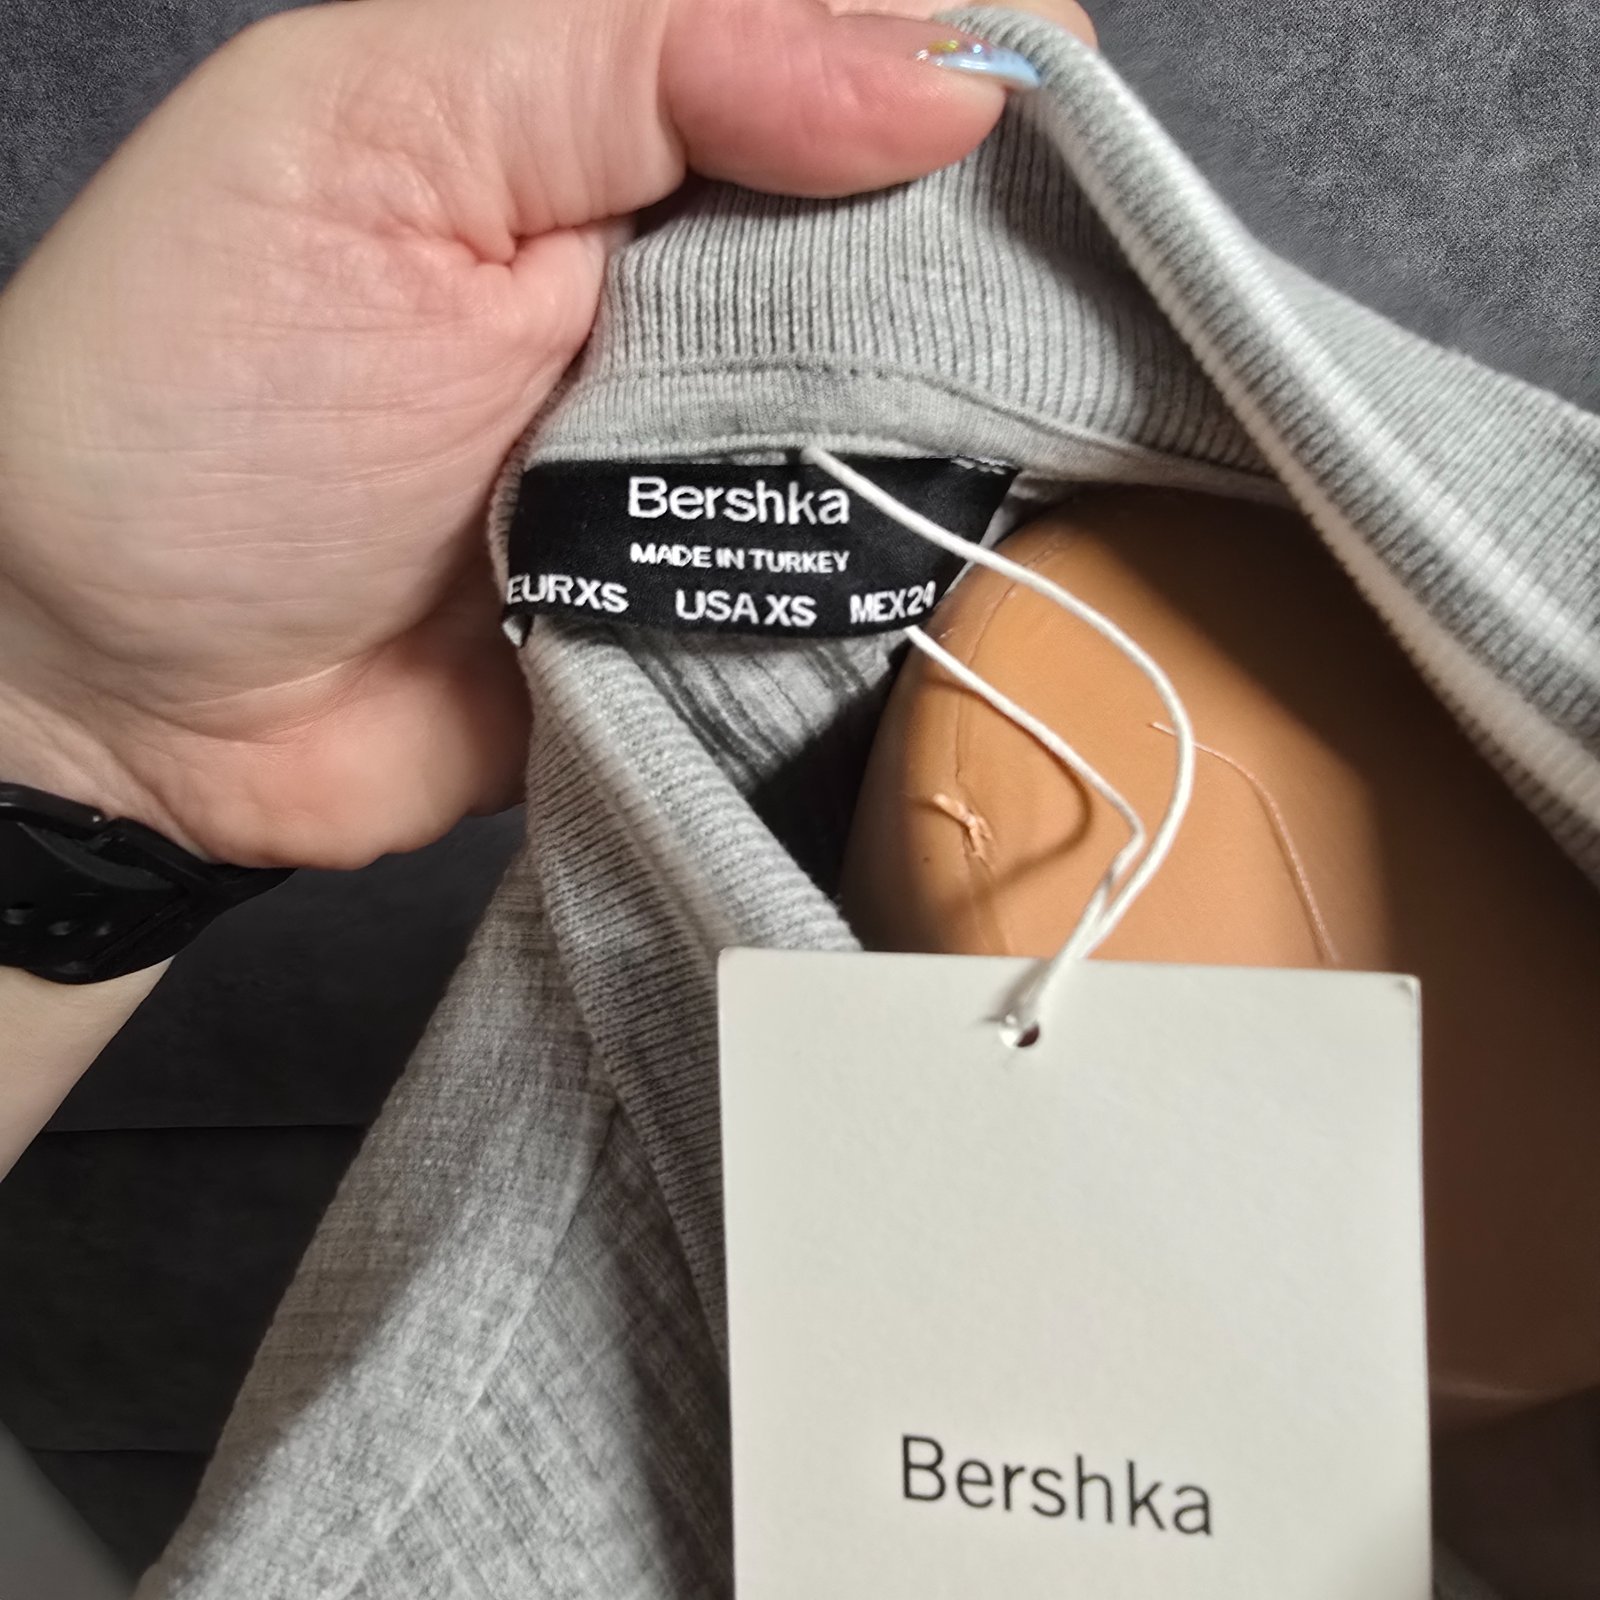 Bershka
MADE IN TURKEY
EUR XS USA XS MEX 24
Bershka